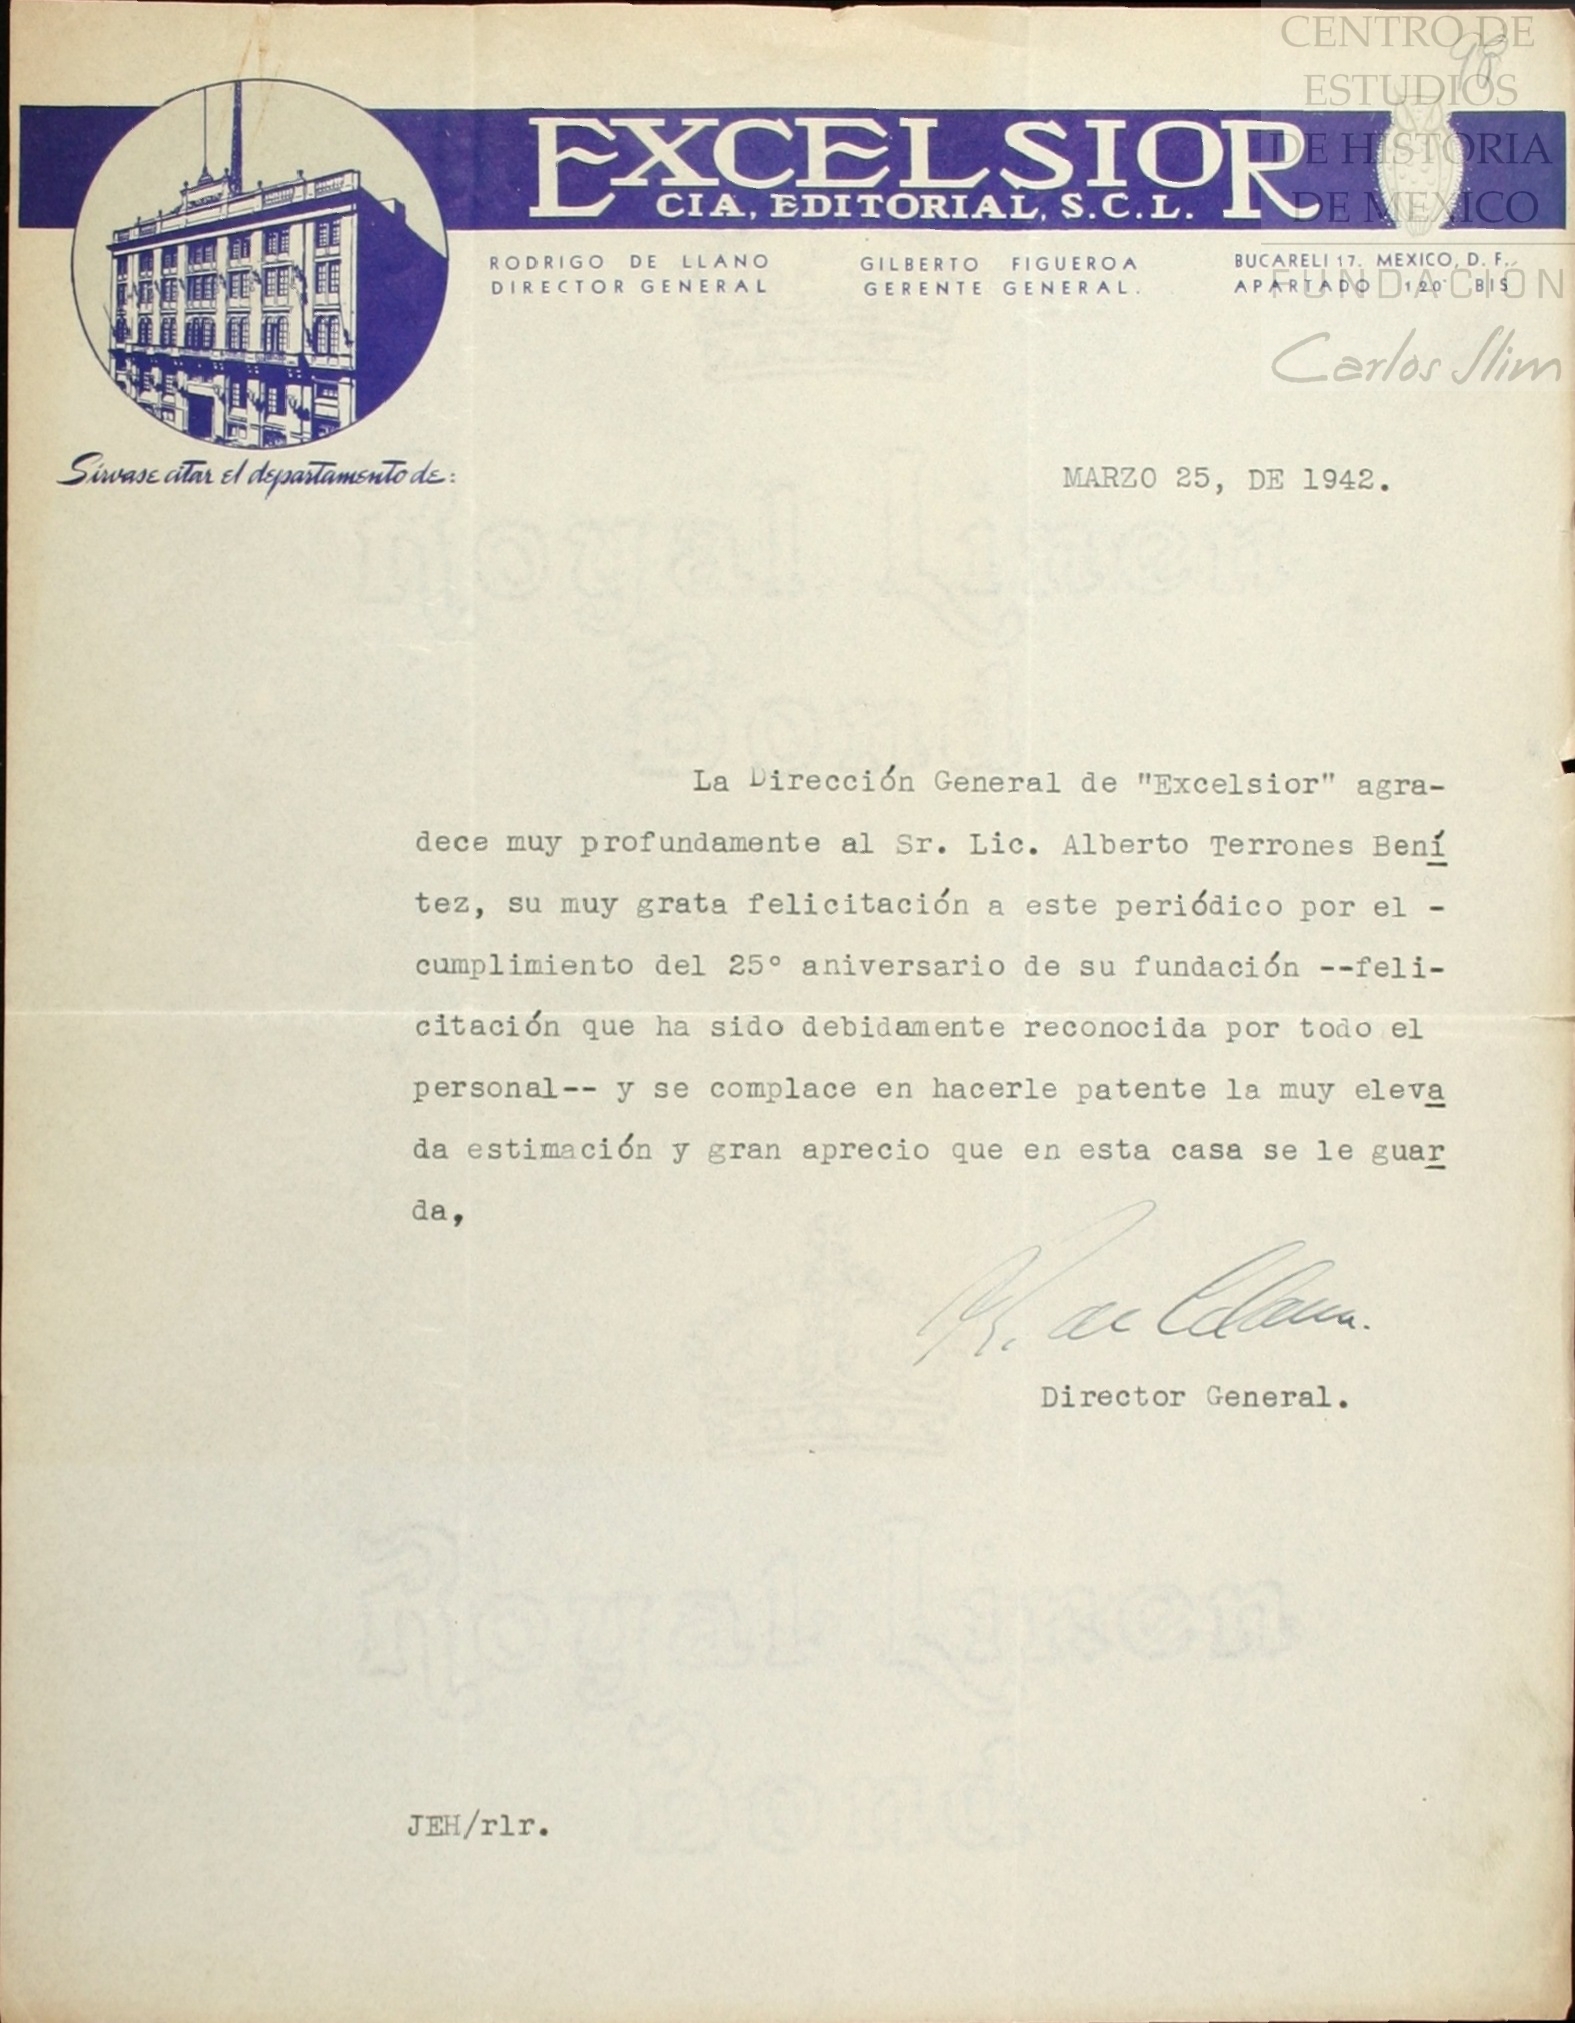 CENTRO DE
98
ESTUDIOS
DE HISTORIA
DE MÉXICO
FUNDACIÓN
Carlos Slim
EXCELSIOR
CIA, EDITORIAL, S.C.L.
RODRIGO DE LLANO
DIRECTOR GENERAL
GILBERTO FIGUEROA
GERENTE GENERAL.
BUCARELI 17. MEXICO, D. F.
APARTADO 120 BIS
Sírvase citar el departamento de:
MARZO 25, DE 1942.
La Dirección General de "Excelsior" agra-
dece muy profundamente al Sr. Lic. Alberto Terrones Bení
tez, su muy grata felicitación a este periódico por el -
cumplimiento del 25° aniversario de su fundación --feli-
citación que ha sido debidamente reconocida por todo el
personal-- y se complace en hacerle patente la muy eleva
da estimación y gran aprecio que en esta casa se le guar
da,
R. de Llano.
Director General.
JEH/rlr.